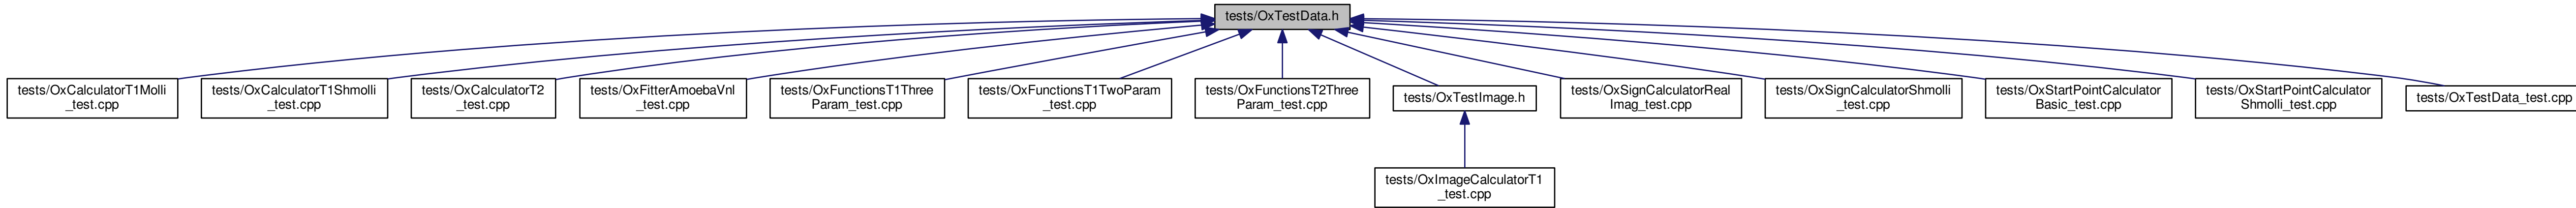 tests/OxTestData.h
tests/OxCalculatorT1Molli
_test.cpp
tests/OxCalculatorT1Shmolli
_test.cpp
tests/OxCalculatorT2
_test.cpp
tests/OxFitterAmoebaVnl
_test.cpp
tests/OxFunctionsT1Three
Param_test.cpp
tests/OxFunctionsT1TwoParam
_test.cpp
tests/OxFunctionsT2Three
Param_test.cpp
tests/OxTestImage.h
tests/OxSignCalculatorReal
Imag_test.cpp
tests/OxSignCalculatorShmolli
_test.cpp
tests/OxStartPointCalculator
Basic_test.cpp
tests/OxStartPointCalculator
Shmolli_test.cpp
tests/OxTestData_test.cpp
tests/OxImageCalculatorT1
_test.cpp